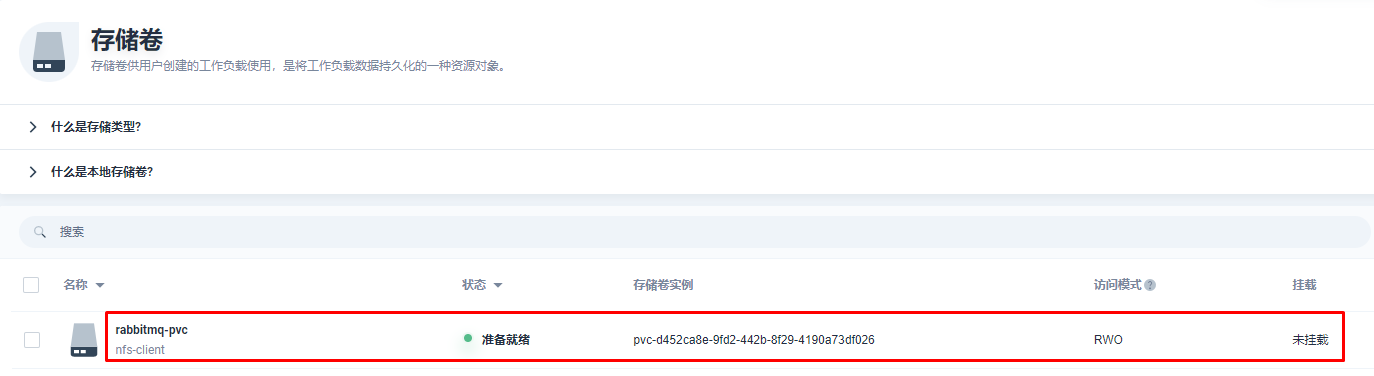 存储卷
存储卷供用户创建的工作负载使用，是将工作负载数据持久化的一种资源对象。
什么是存储类型?
什么是本地存储卷?
搜索
名称 状态 存储卷实例 访问模式 ? 挂载
rabbitmq-pvc 准备就绪 pvc-d452ca8e-9fd2-442b-8f29-4190a73df026 RWO 未挂载
nfs-client